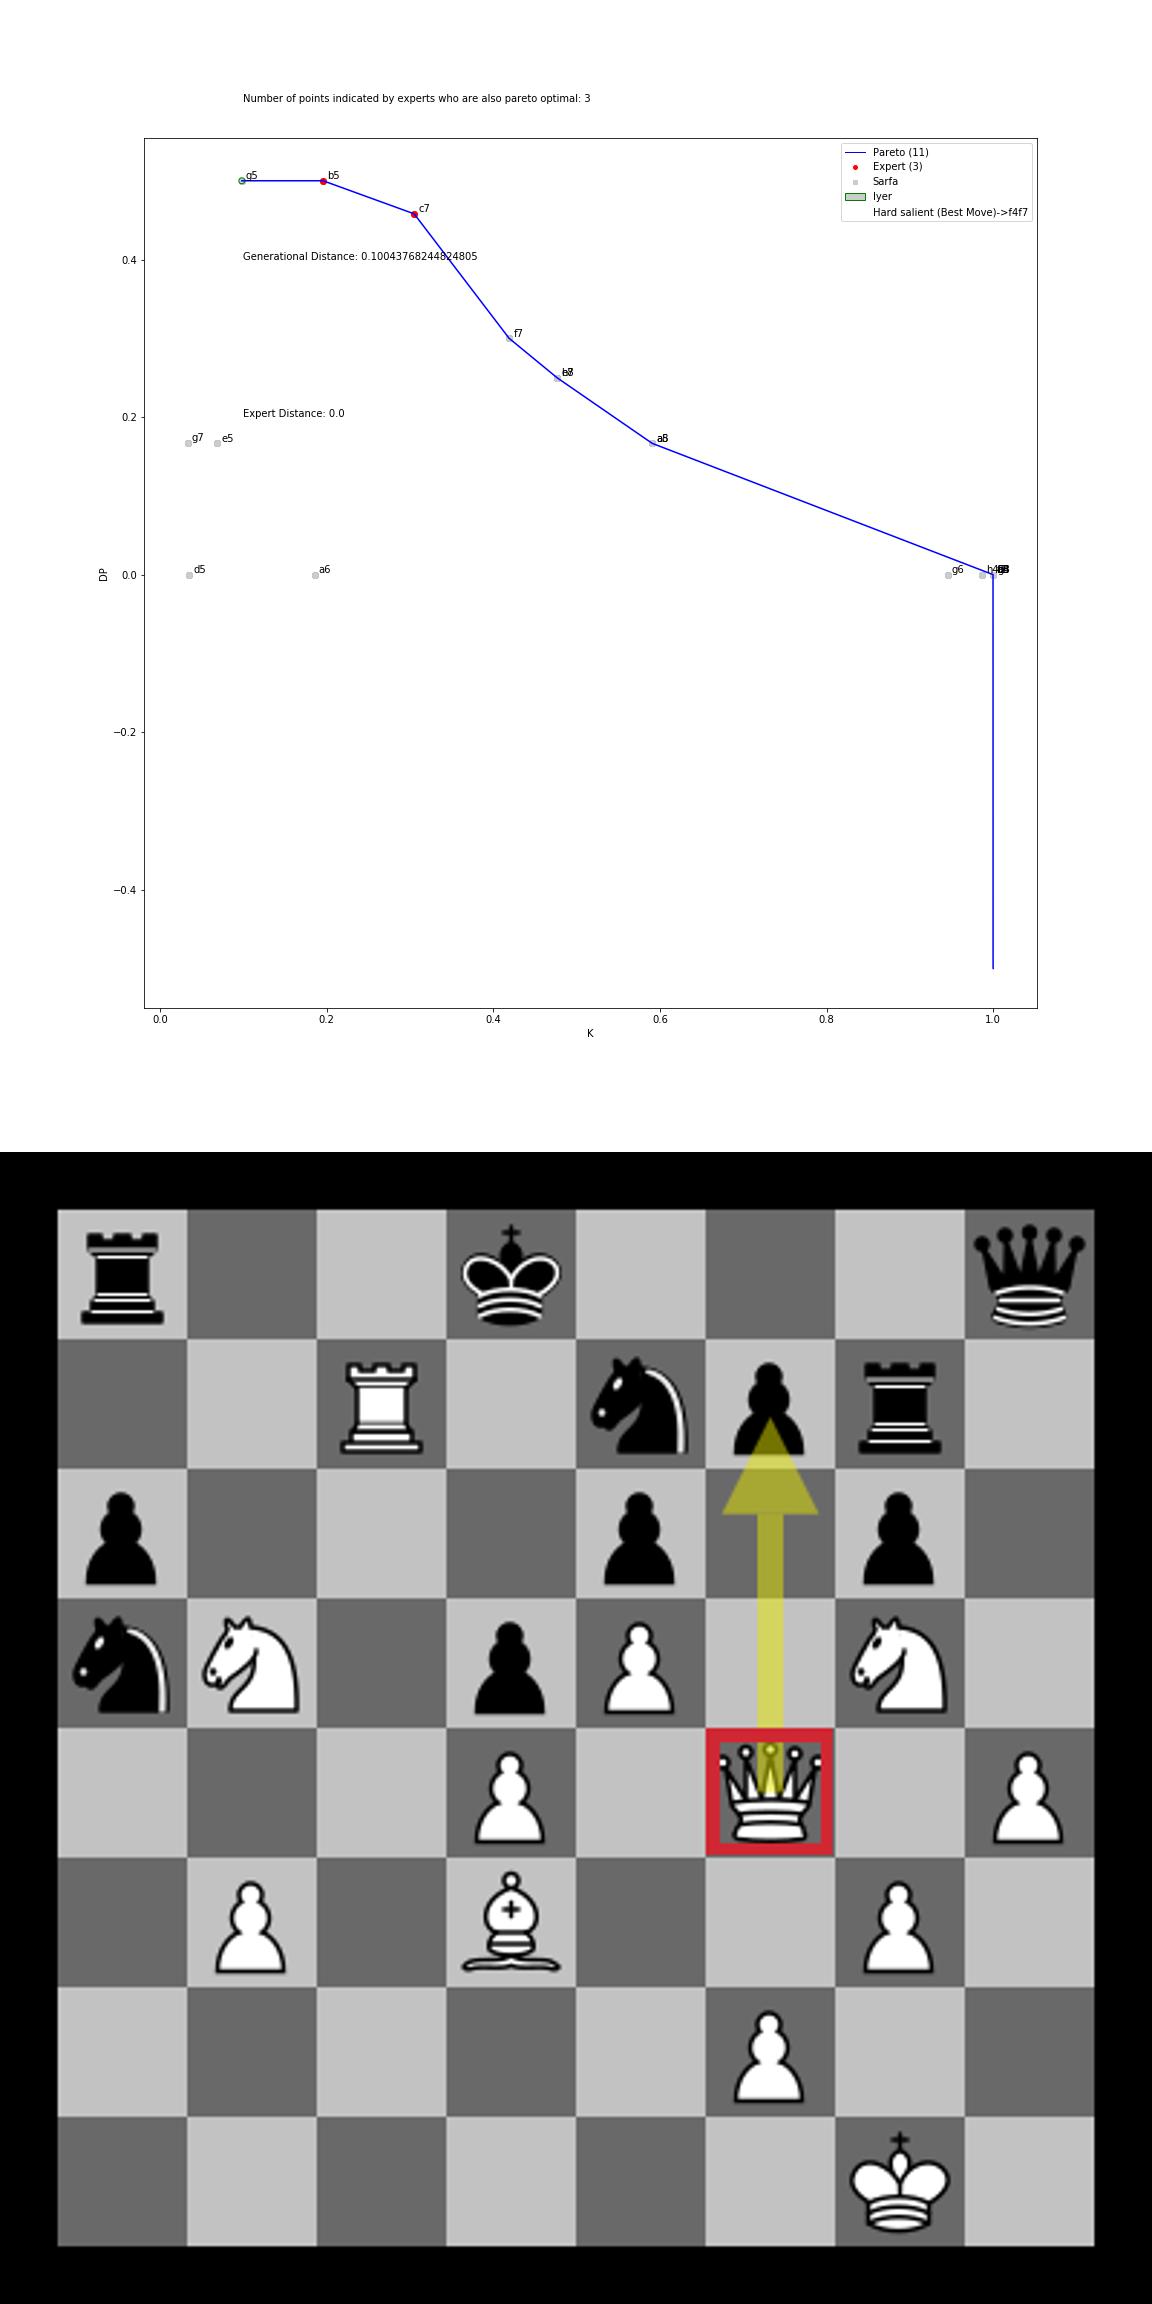 Number of points indicated by experts who are also pareto optimal: 3
Pareto (11)
Expert (3)
Sarfa
Iyer
Hard salient (Best Move)->f4f7
g5
b5
c7
Generational Distance: 0.10043768244824805
0.4
f7
0.2
Expert Distance: 0.0
g7
e5
DP
0.0
d5
a6
g6
−0.2
−0.4
0.0
0.2
0.4
0.6
0.8
1.0
K